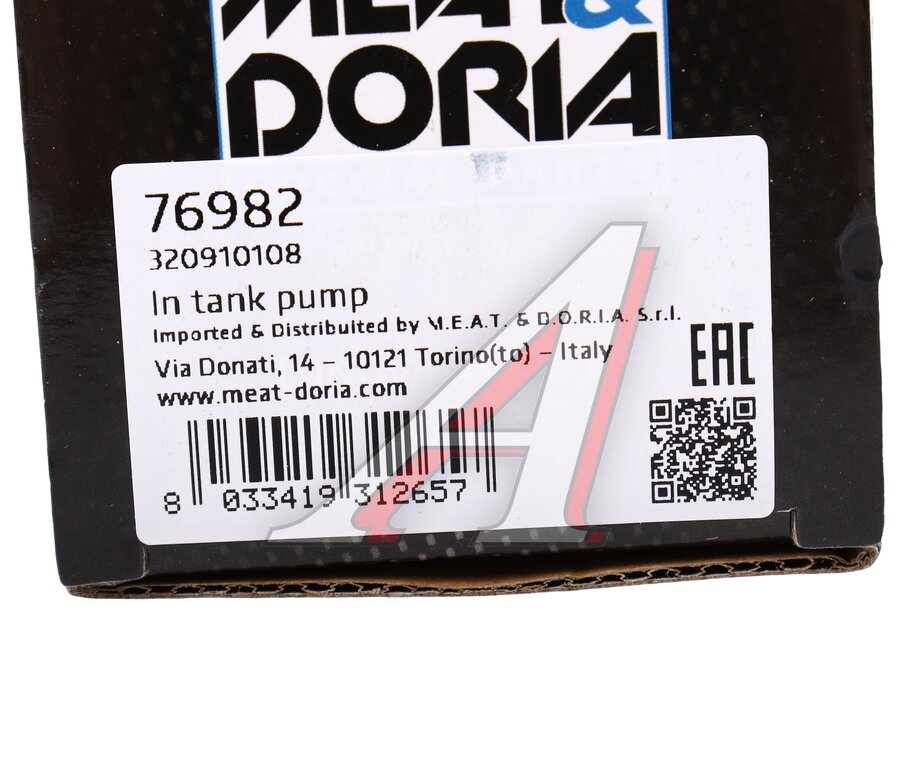 MEAT &
DORIA
76982
320910108
In tank pump
Imported & Distribuited by M.E.A.T. & D.O.R.I.A. S.r.l.
Via Donati, 14 – 10121 Torino(to) – Italy
www.meat-doria.com
EAC
8 033419 312657